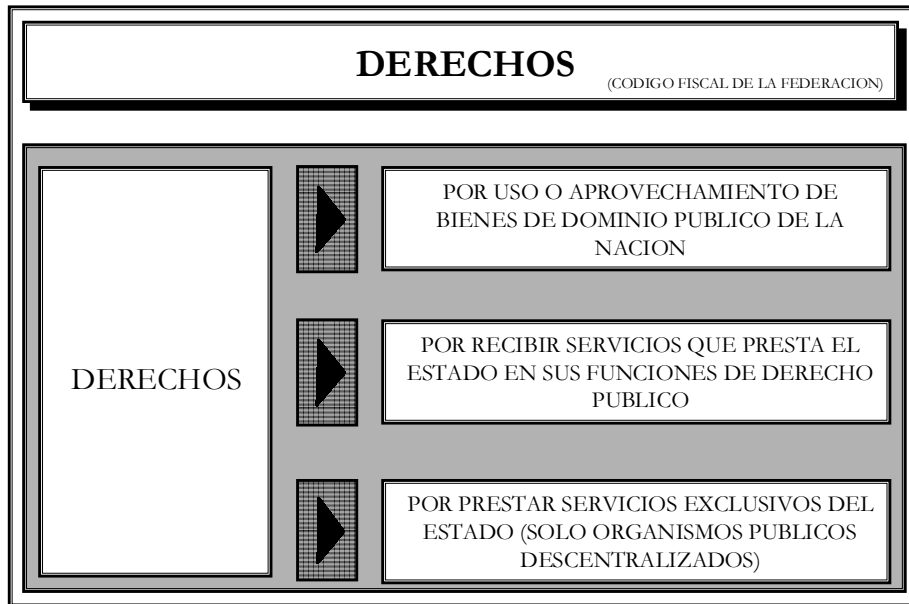 DERECHOS
(CODIGO FISCAL DE LA FEDERACION)
DERECHOS
POR USO O APROVECHAMIENTO DE
BIENES DE DOMINIO PUBLICO DE LA
NACION
POR RECIBIR SERVICIOS QUE PRESTA EL
ESTADO EN SUS FUNCIONES DE DERECHO
PUBLICO
POR PRESTAR SERVICIOS EXCLUSIVOS DEL
ESTADO (SOLO ORGANISMOS PUBLICOS
DESCENTRALIZADOS)